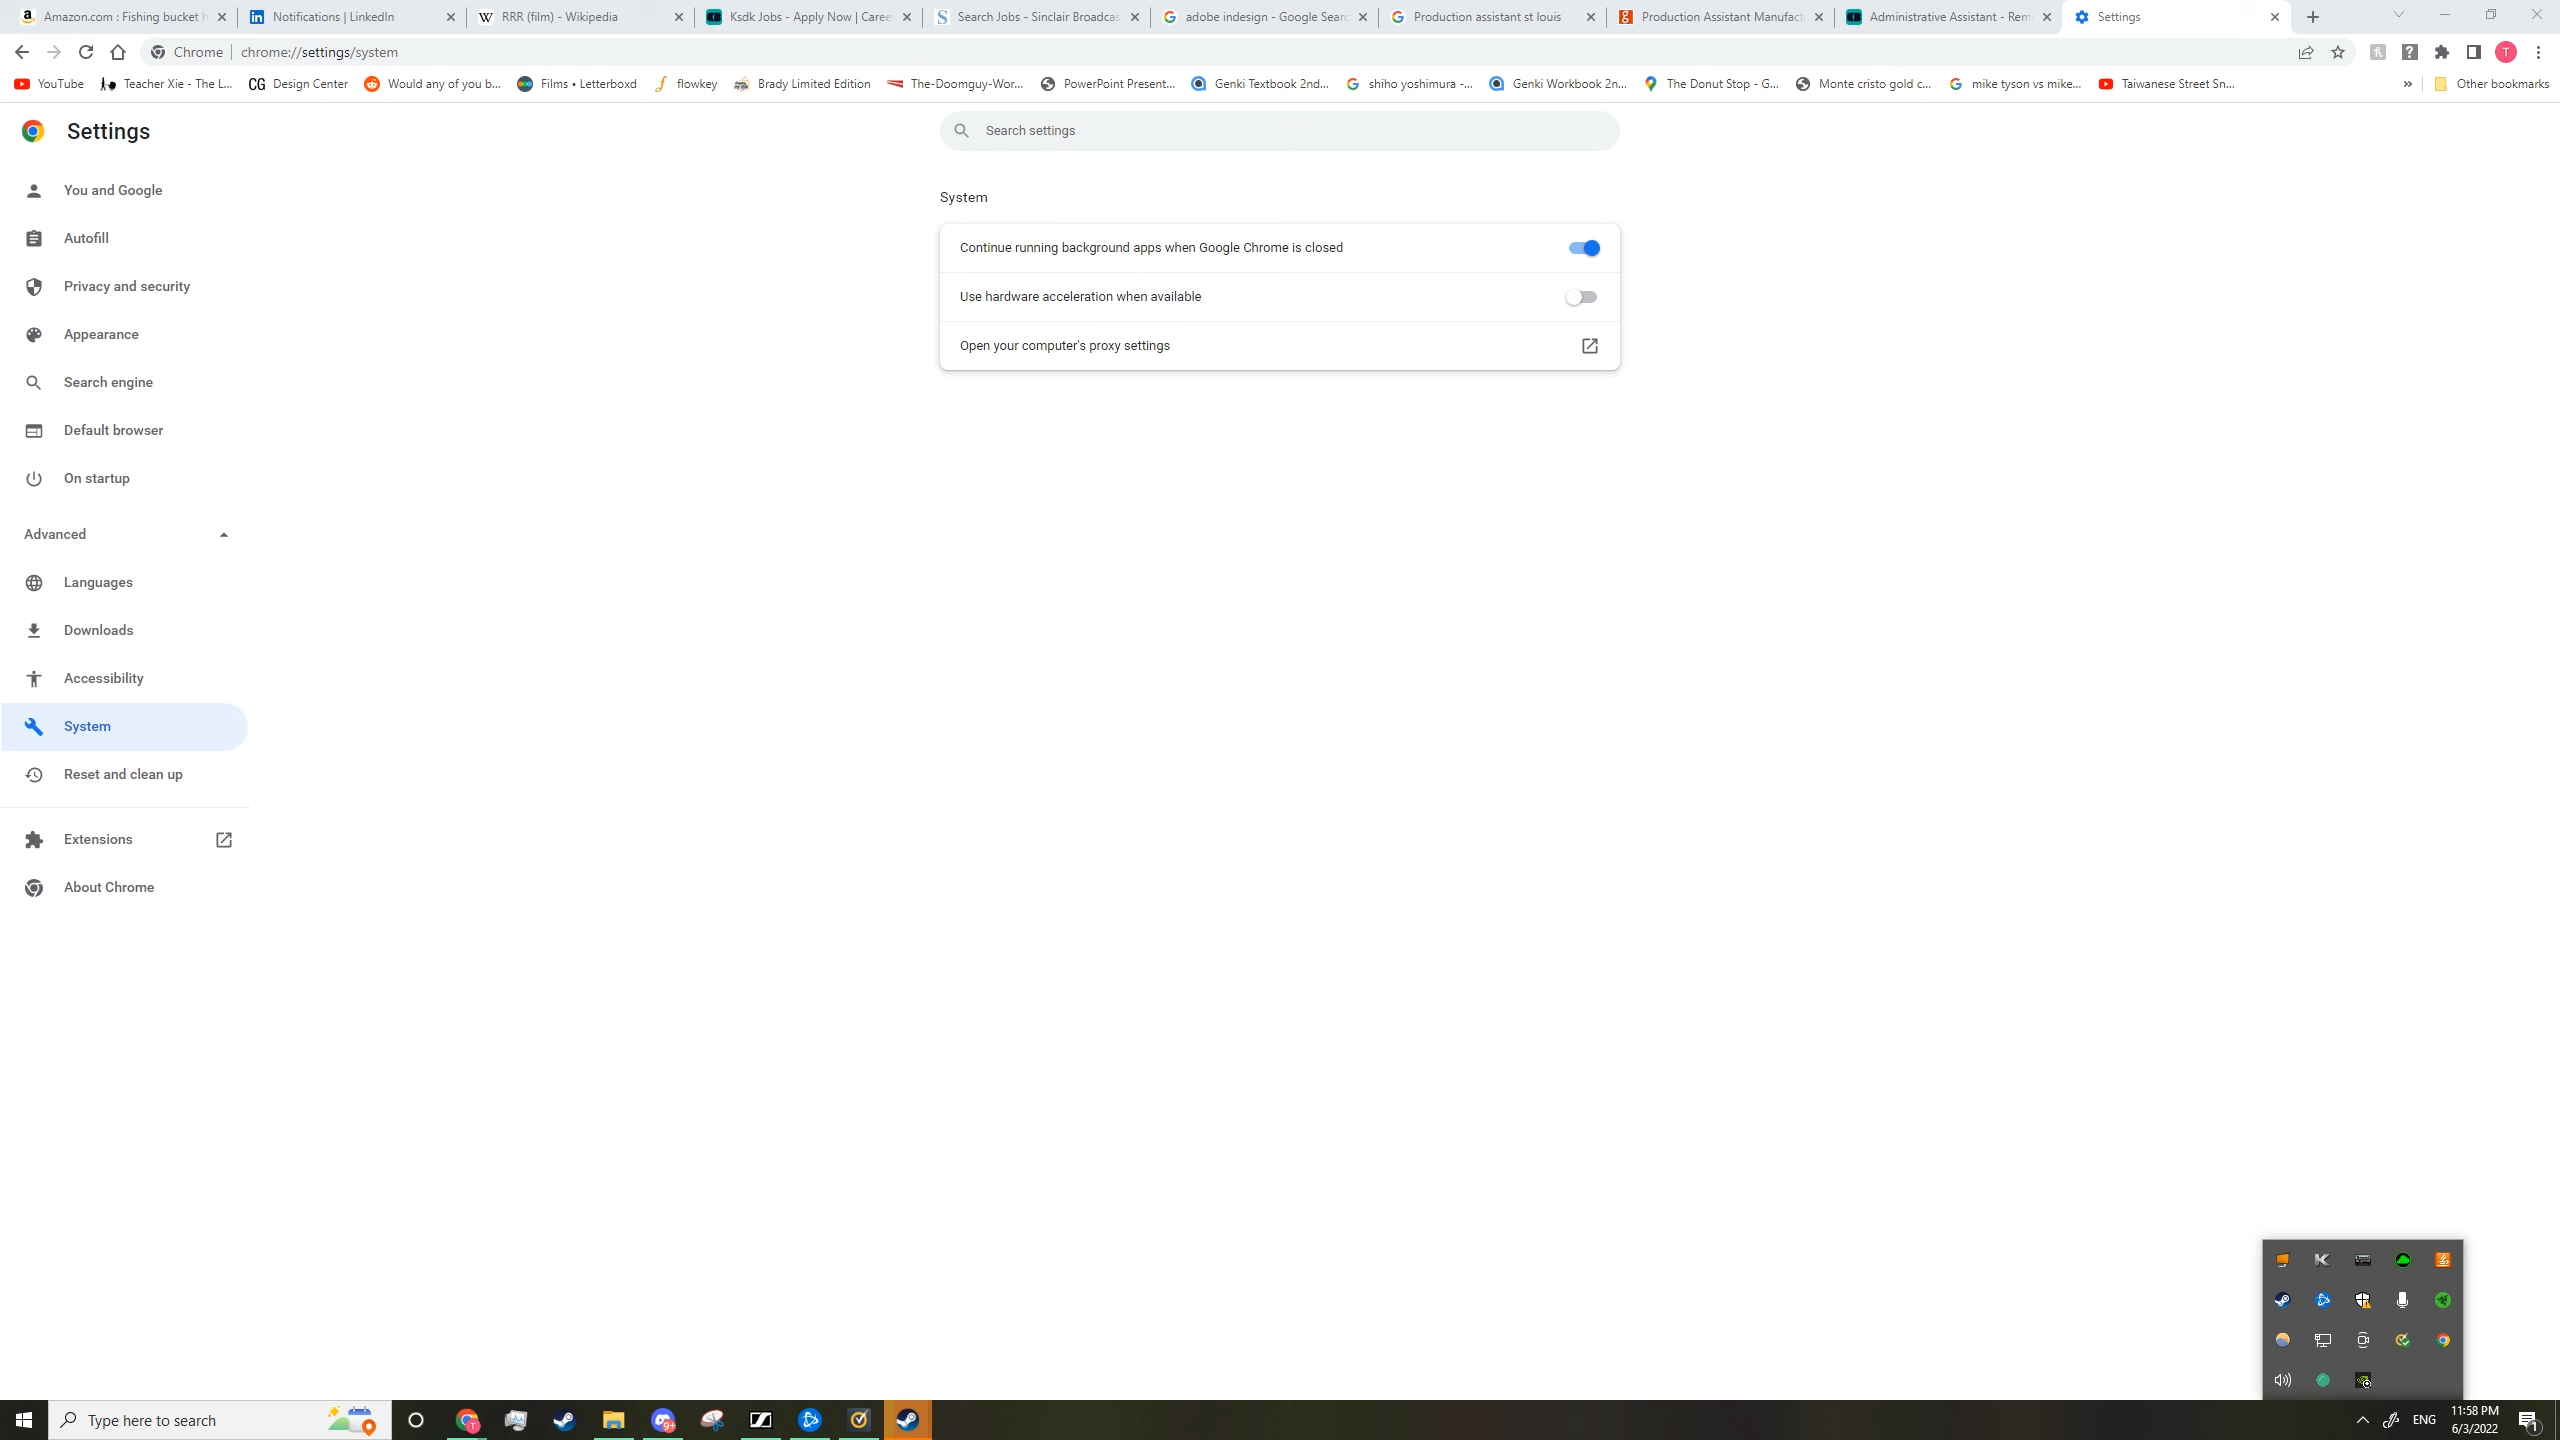 Amazon.com : Fishing bucket h
Notifications | LinkedIn
RRR (film) - Wikipedia
Ksdk Jobs - Apply Now | Caree
Search Jobs - Sinclair Broadcas
adobe indesign - Google Searc
Production assistant st louis
Production Assistant Manufact
Administrative Assistant - Rem
Settings
Chrome
chrome://settings/system
T
YouTube
Teacher Xie - The L...
CG Design Center
Would any of you b...
Films • Letterboxd
flowkey
Brady Limited Edition
The-Doomguy-Wor...
PowerPoint Present...
Genki Textbook 2nd...
shiho yoshimura -...
Genki Workbook 2n...
The Donut Stop - G...
Monte cristo gold c...
mike tyson vs mike...
Taiwanese Street Sn...
»
Other bookmarks
Settings
Search settings
You and Google
Autofill
Privacy and security
Appearance
Search engine
Default browser
On startup
Advanced
Languages
Downloads
Accessibility
System
Reset and clean up
Extensions
About Chrome
System
Continue running background apps when Google Chrome is closed
Use hardware acceleration when available
Open your computer's proxy settings
Type here to search
9+
ENG
11:58 PM
6/3/2022
1